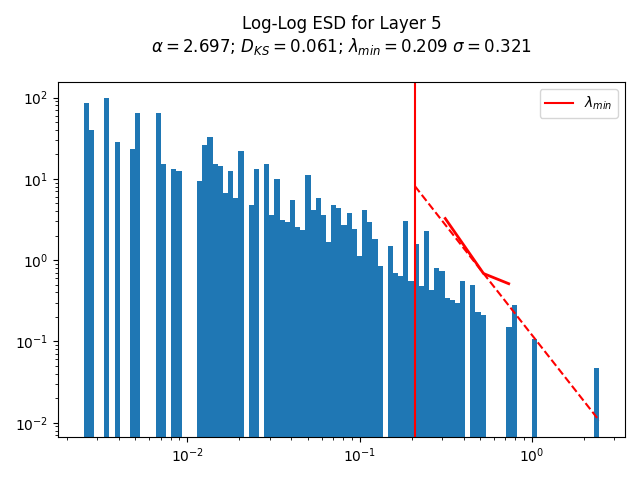 Log-Log ESD for Layer 5
α = 2.697; D_KS = 0.061; λ_min = 0.209 σ = 0.321
λ_min
10²
10¹
10⁰
10⁻¹
10⁻²
10⁻² 10⁻¹ 10⁰